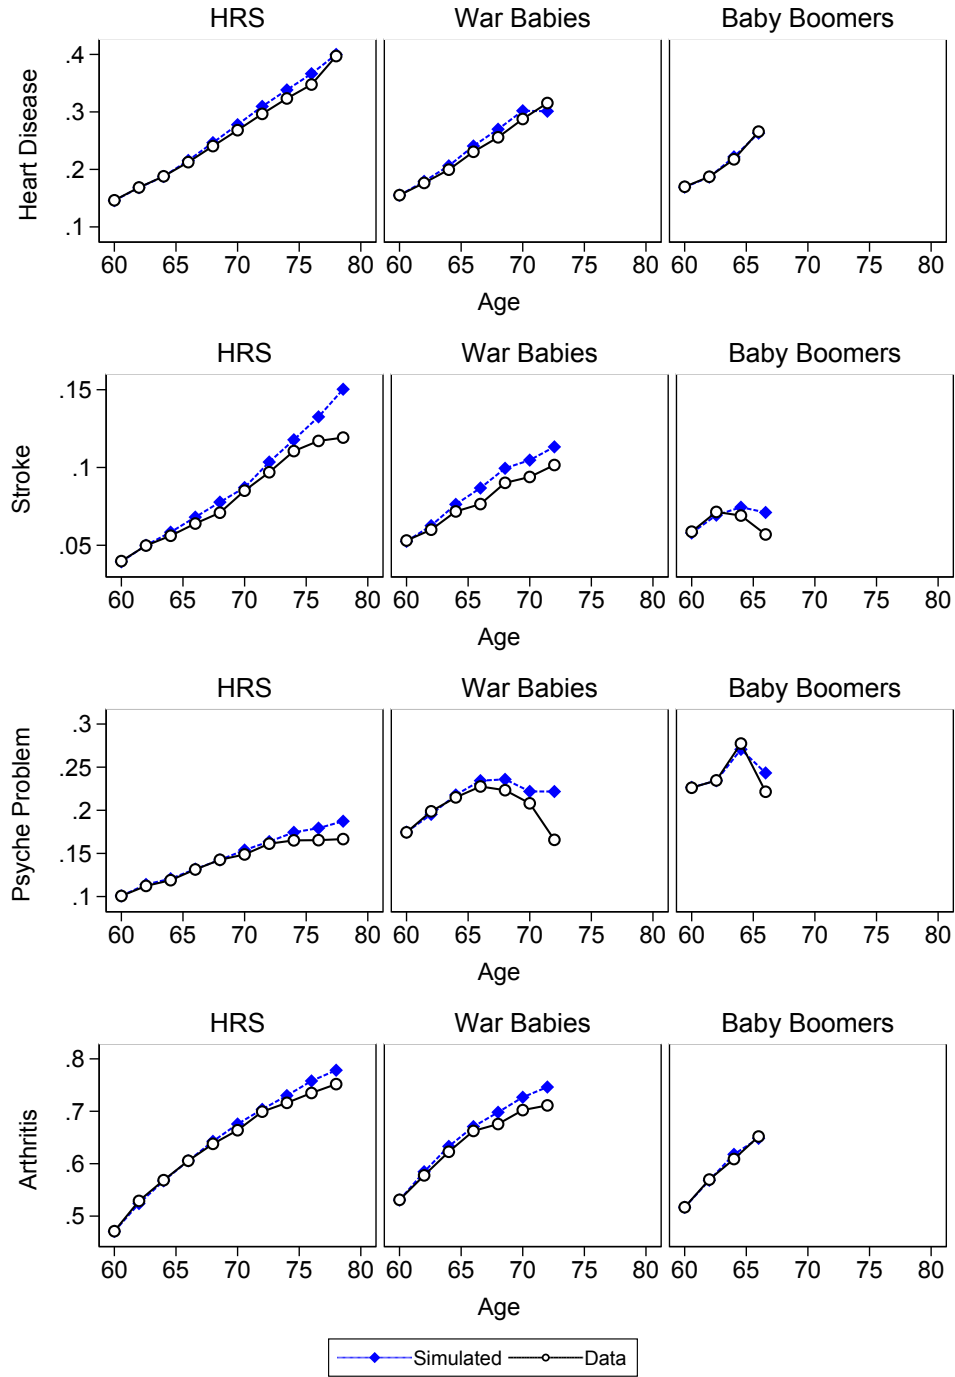 HRS War Babies Baby Boomers
Heart Disease
.4
.3
.2
.1
60 65 70 75 80 60 65 70 75 80 60 65 70 75 80
Age
HRS War Babies Baby Boomers
Stroke
.15
.1
.05
60 65 70 75 80 60 65 70 75 80 60 65 70 75 80
Age
HRS War Babies Baby Boomers
Psyche Problem
.3
.25
.2
.15
.1
60 65 70 75 80 60 65 70 75 80 60 65 70 75 80
Age
HRS War Babies Baby Boomers
Arthritis
.8
.7
.6
.5
60 65 70 75 80 60 65 70 75 80 60 65 70 75 80
Age
Simulated Data